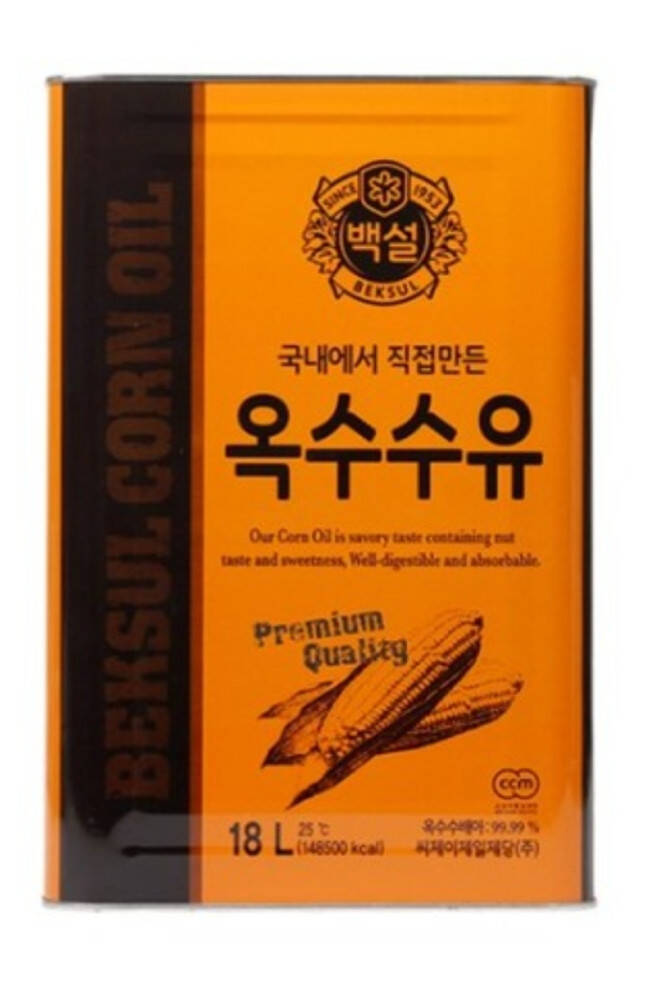 BEKSUL CORN OIL
SINCE 1953
백설
BEKSUL
국내에서 직접만든
옥수수유
Our Corn Oil is savory taste containing nut
taste and sweetness, Well-digestible and absorbable.
Premium
Quality
ccm
18 L 25 ℃
(148500 kcal)
옥수수배아 : 99.99 %
씨제이제일제당(주)